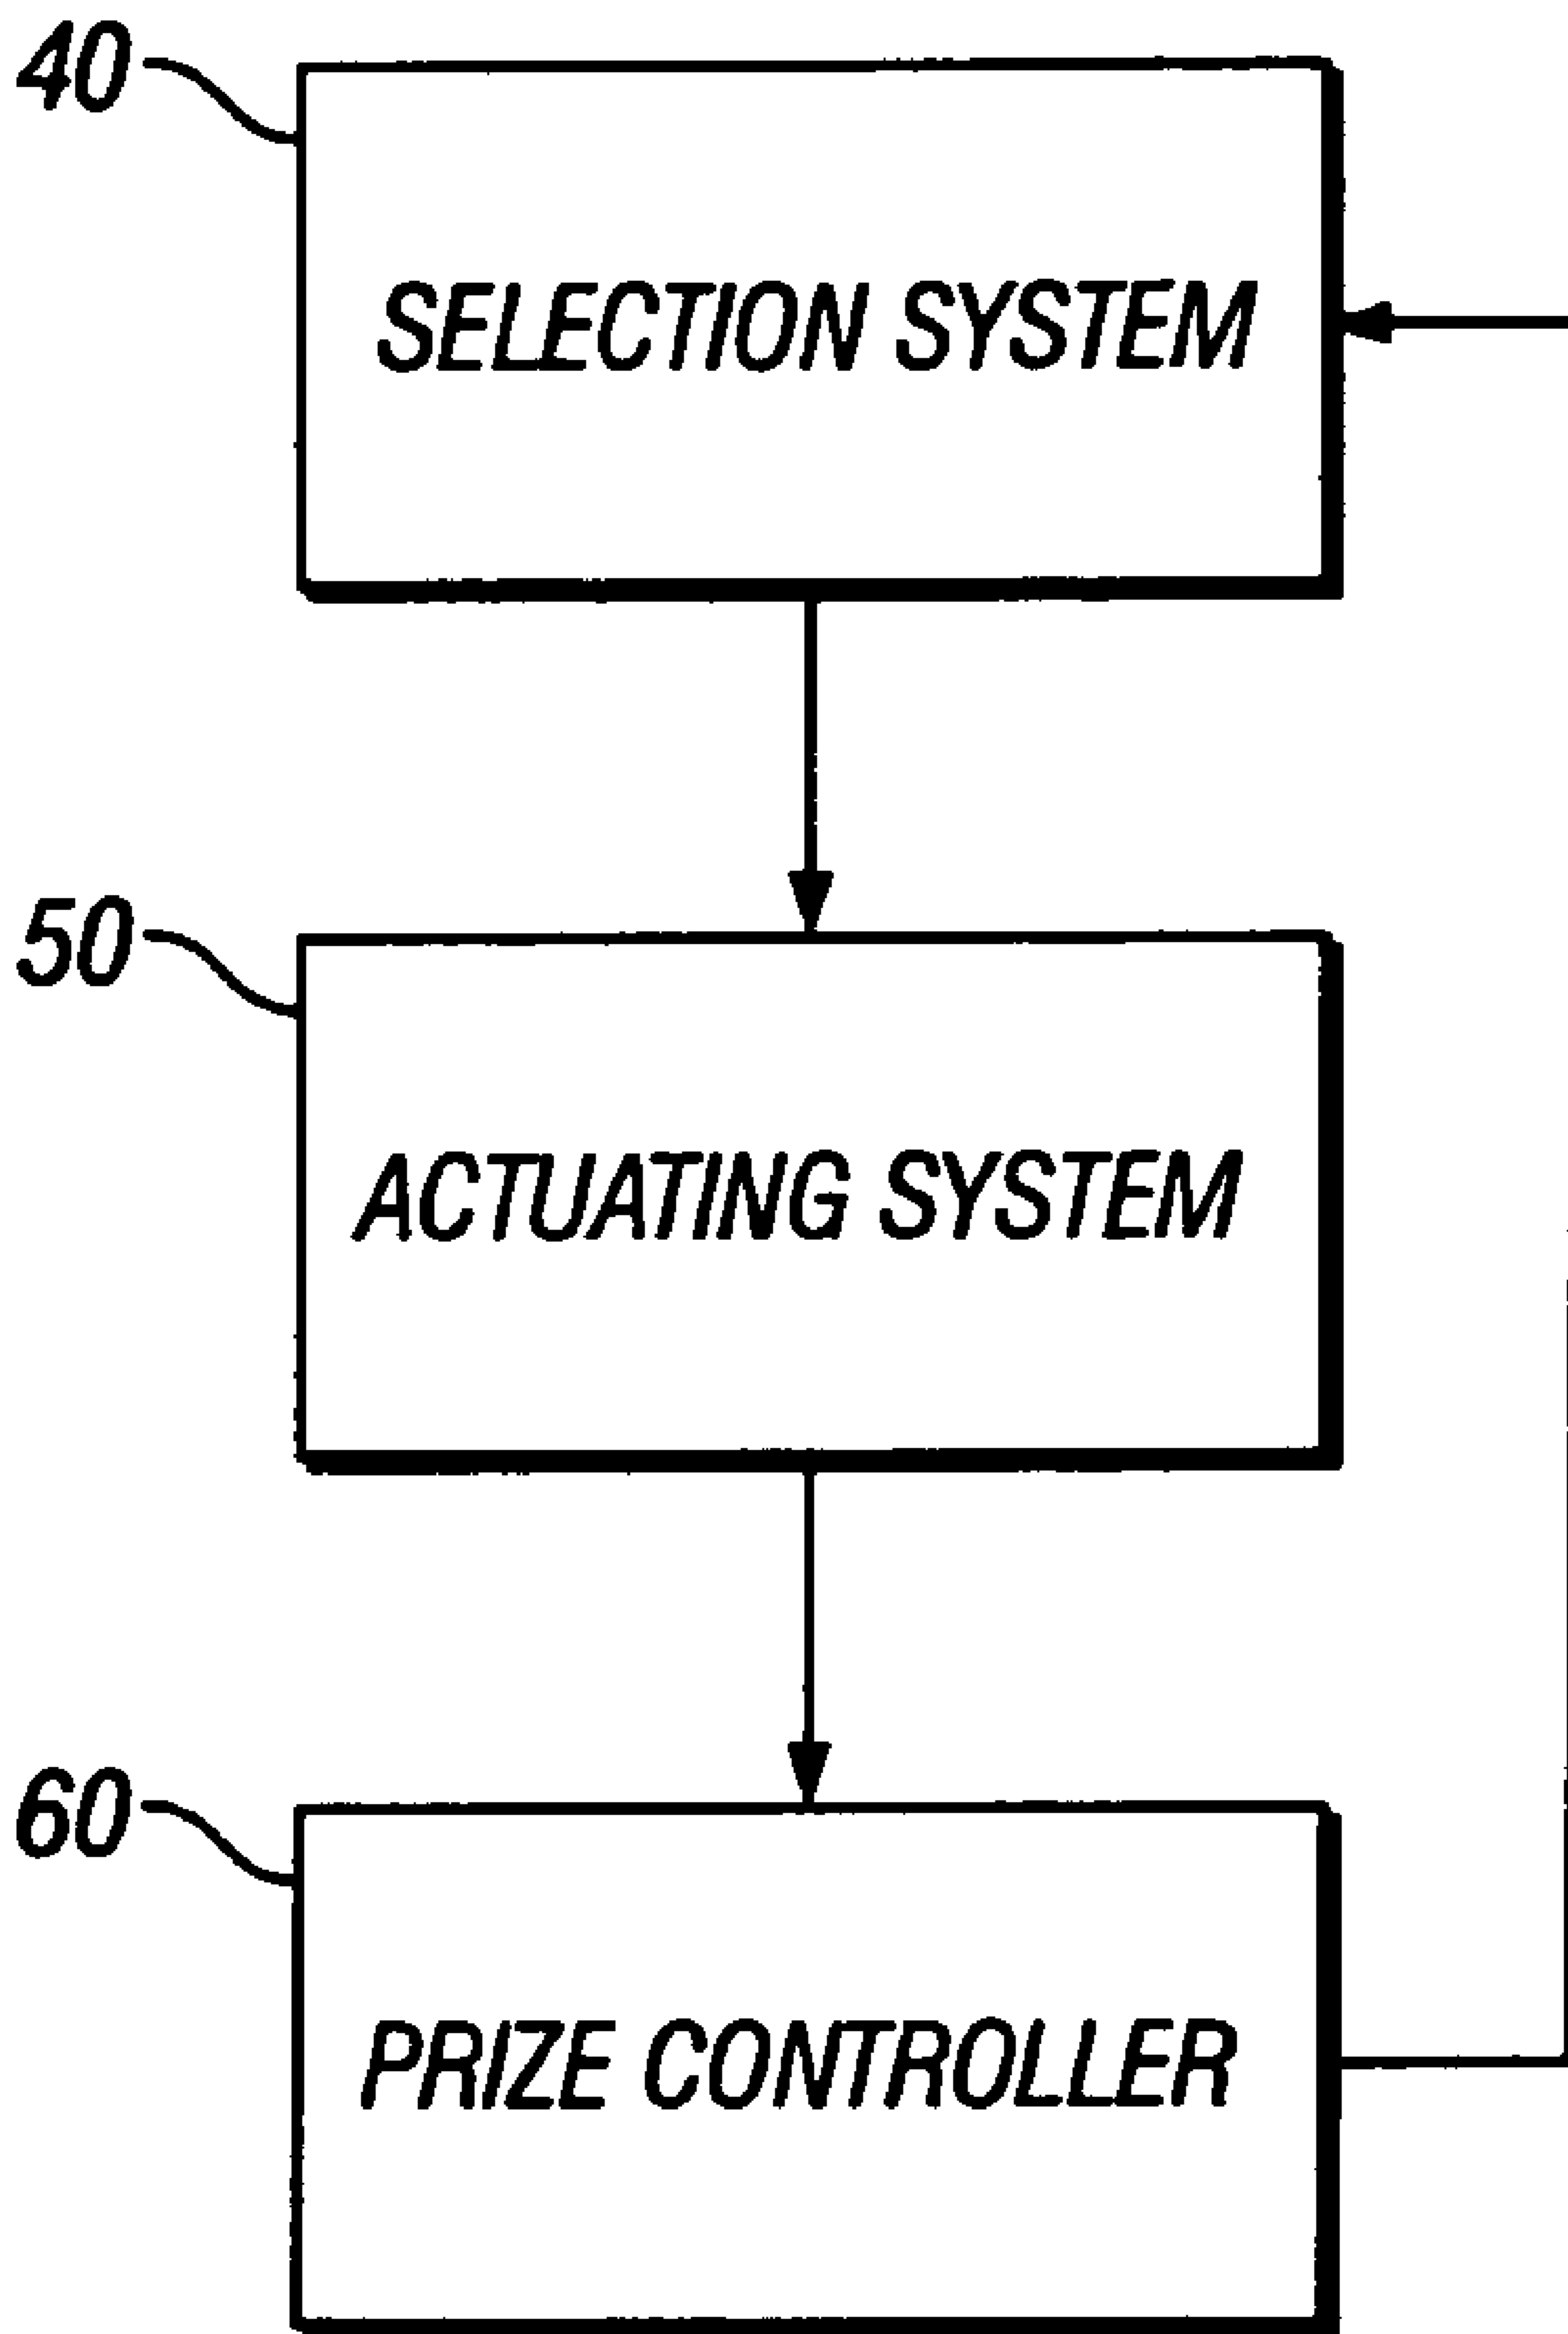 40
SELECTION SYSTEM
50
ACTUATING SYSTEM
60
PRIZE CONTROLLER